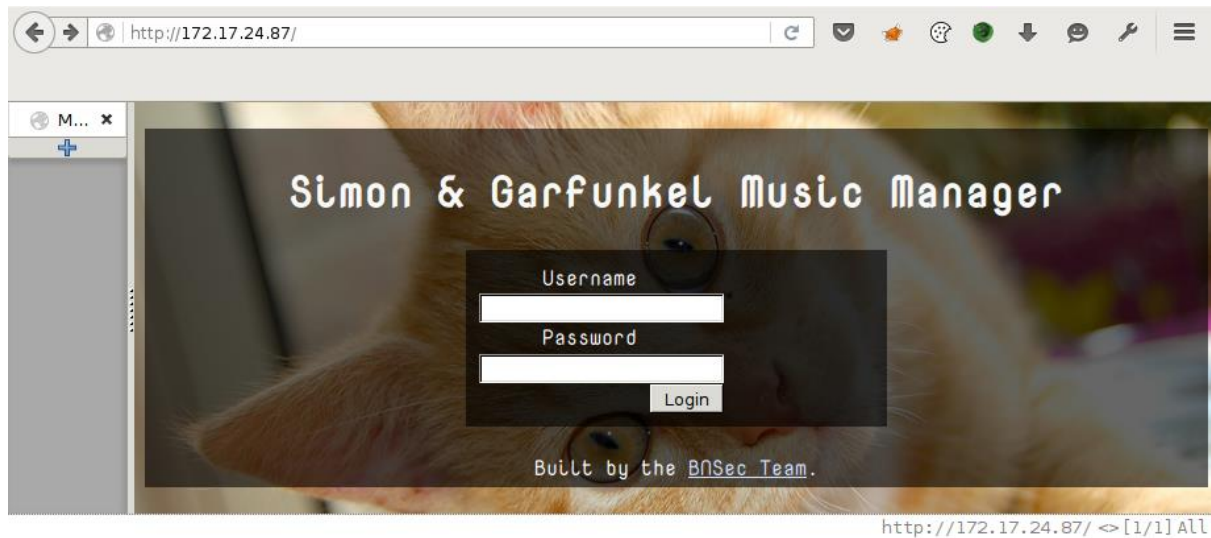 http://172.17.24.87/
M...
Simon & Garfunkel Music Manager
Username
Password
Login
Built by the BNSec Team.
http://172.17.24.87/ <> [1/1] All